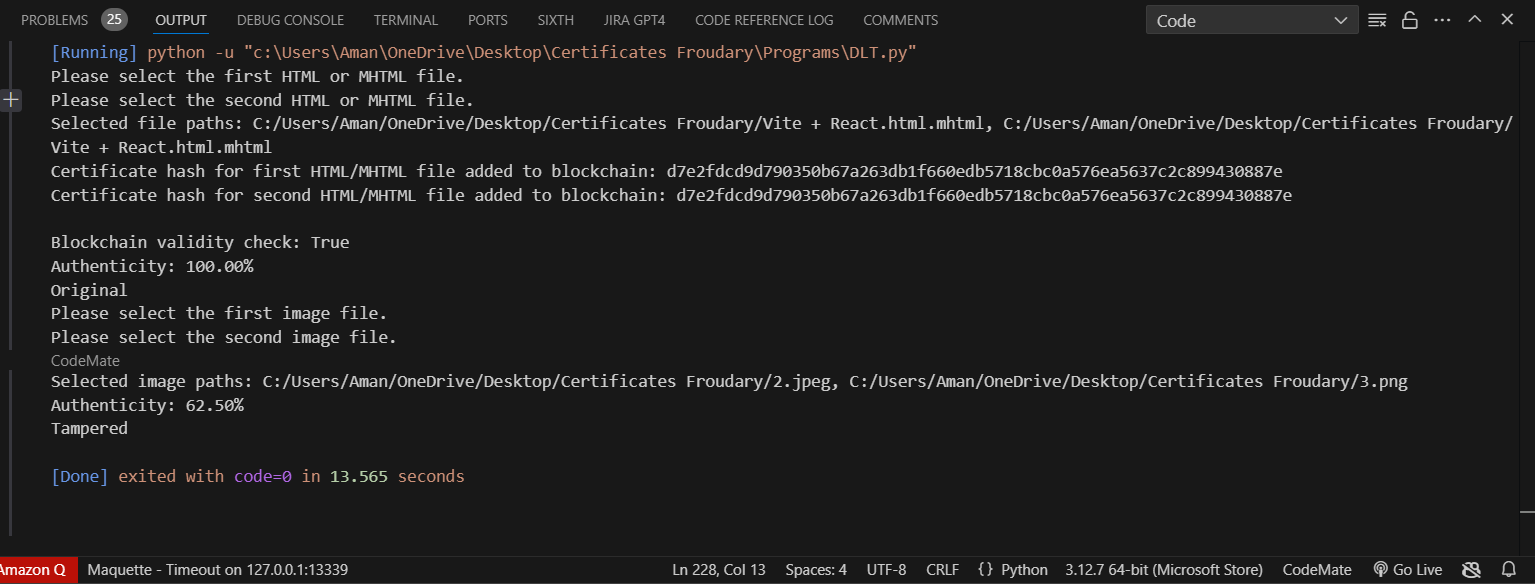 PROBLEMS 25 OUTPUT DEBUG CONSOLE TERMINAL PORTS SIXTH JIRA GPT4 CODE REFERENCE LOG COMMENTS Code
[Running] python -u "c:\Users\Aman\OneDrive\Desktop\Certificates Froudary\Programs\DLT.py"
Please select the first HTML or MHTML file.
Please select the second HTML or MHTML file.
Selected file paths: C:/Users/Aman/OneDrive/Desktop/Certificates Froudary/Vite + React.html.mhtml, C:/Users/Aman/OneDrive/Desktop/Certificates Froudary/
Vite + React.html.mhtml
Certificate hash for first HTML/MHTML file added to blockchain: d7e2fdcd9d790350b67a263db1f660edb5718cbc0a576ea5637c2c899430887e
Certificate hash for second HTML/MHTML file added to blockchain: d7e2fdcd9d790350b67a263db1f660edb5718cbc0a576ea5637c2c899430887e
Blockchain validity check: True
Authenticity: 100.00%
Original
Please select the first image file.
Please select the second image file.
CodeMate
Selected image paths: C:/Users/Aman/OneDrive/Desktop/Certificates Froudary/2.jpeg, C:/Users/Aman/OneDrive/Desktop/Certificates Froudary/3.png
Authenticity: 62.50%
Tampered
[Done] exited with code=0 in 13.565 seconds
Amazon Q Maquette - Timeout on 127.0.0.1:13339 Ln 228, Col 13 Spaces: 4 UTF-8 CRLF {} Python 3.12.7 64-bit (Microsoft Store) CodeMate Go Live